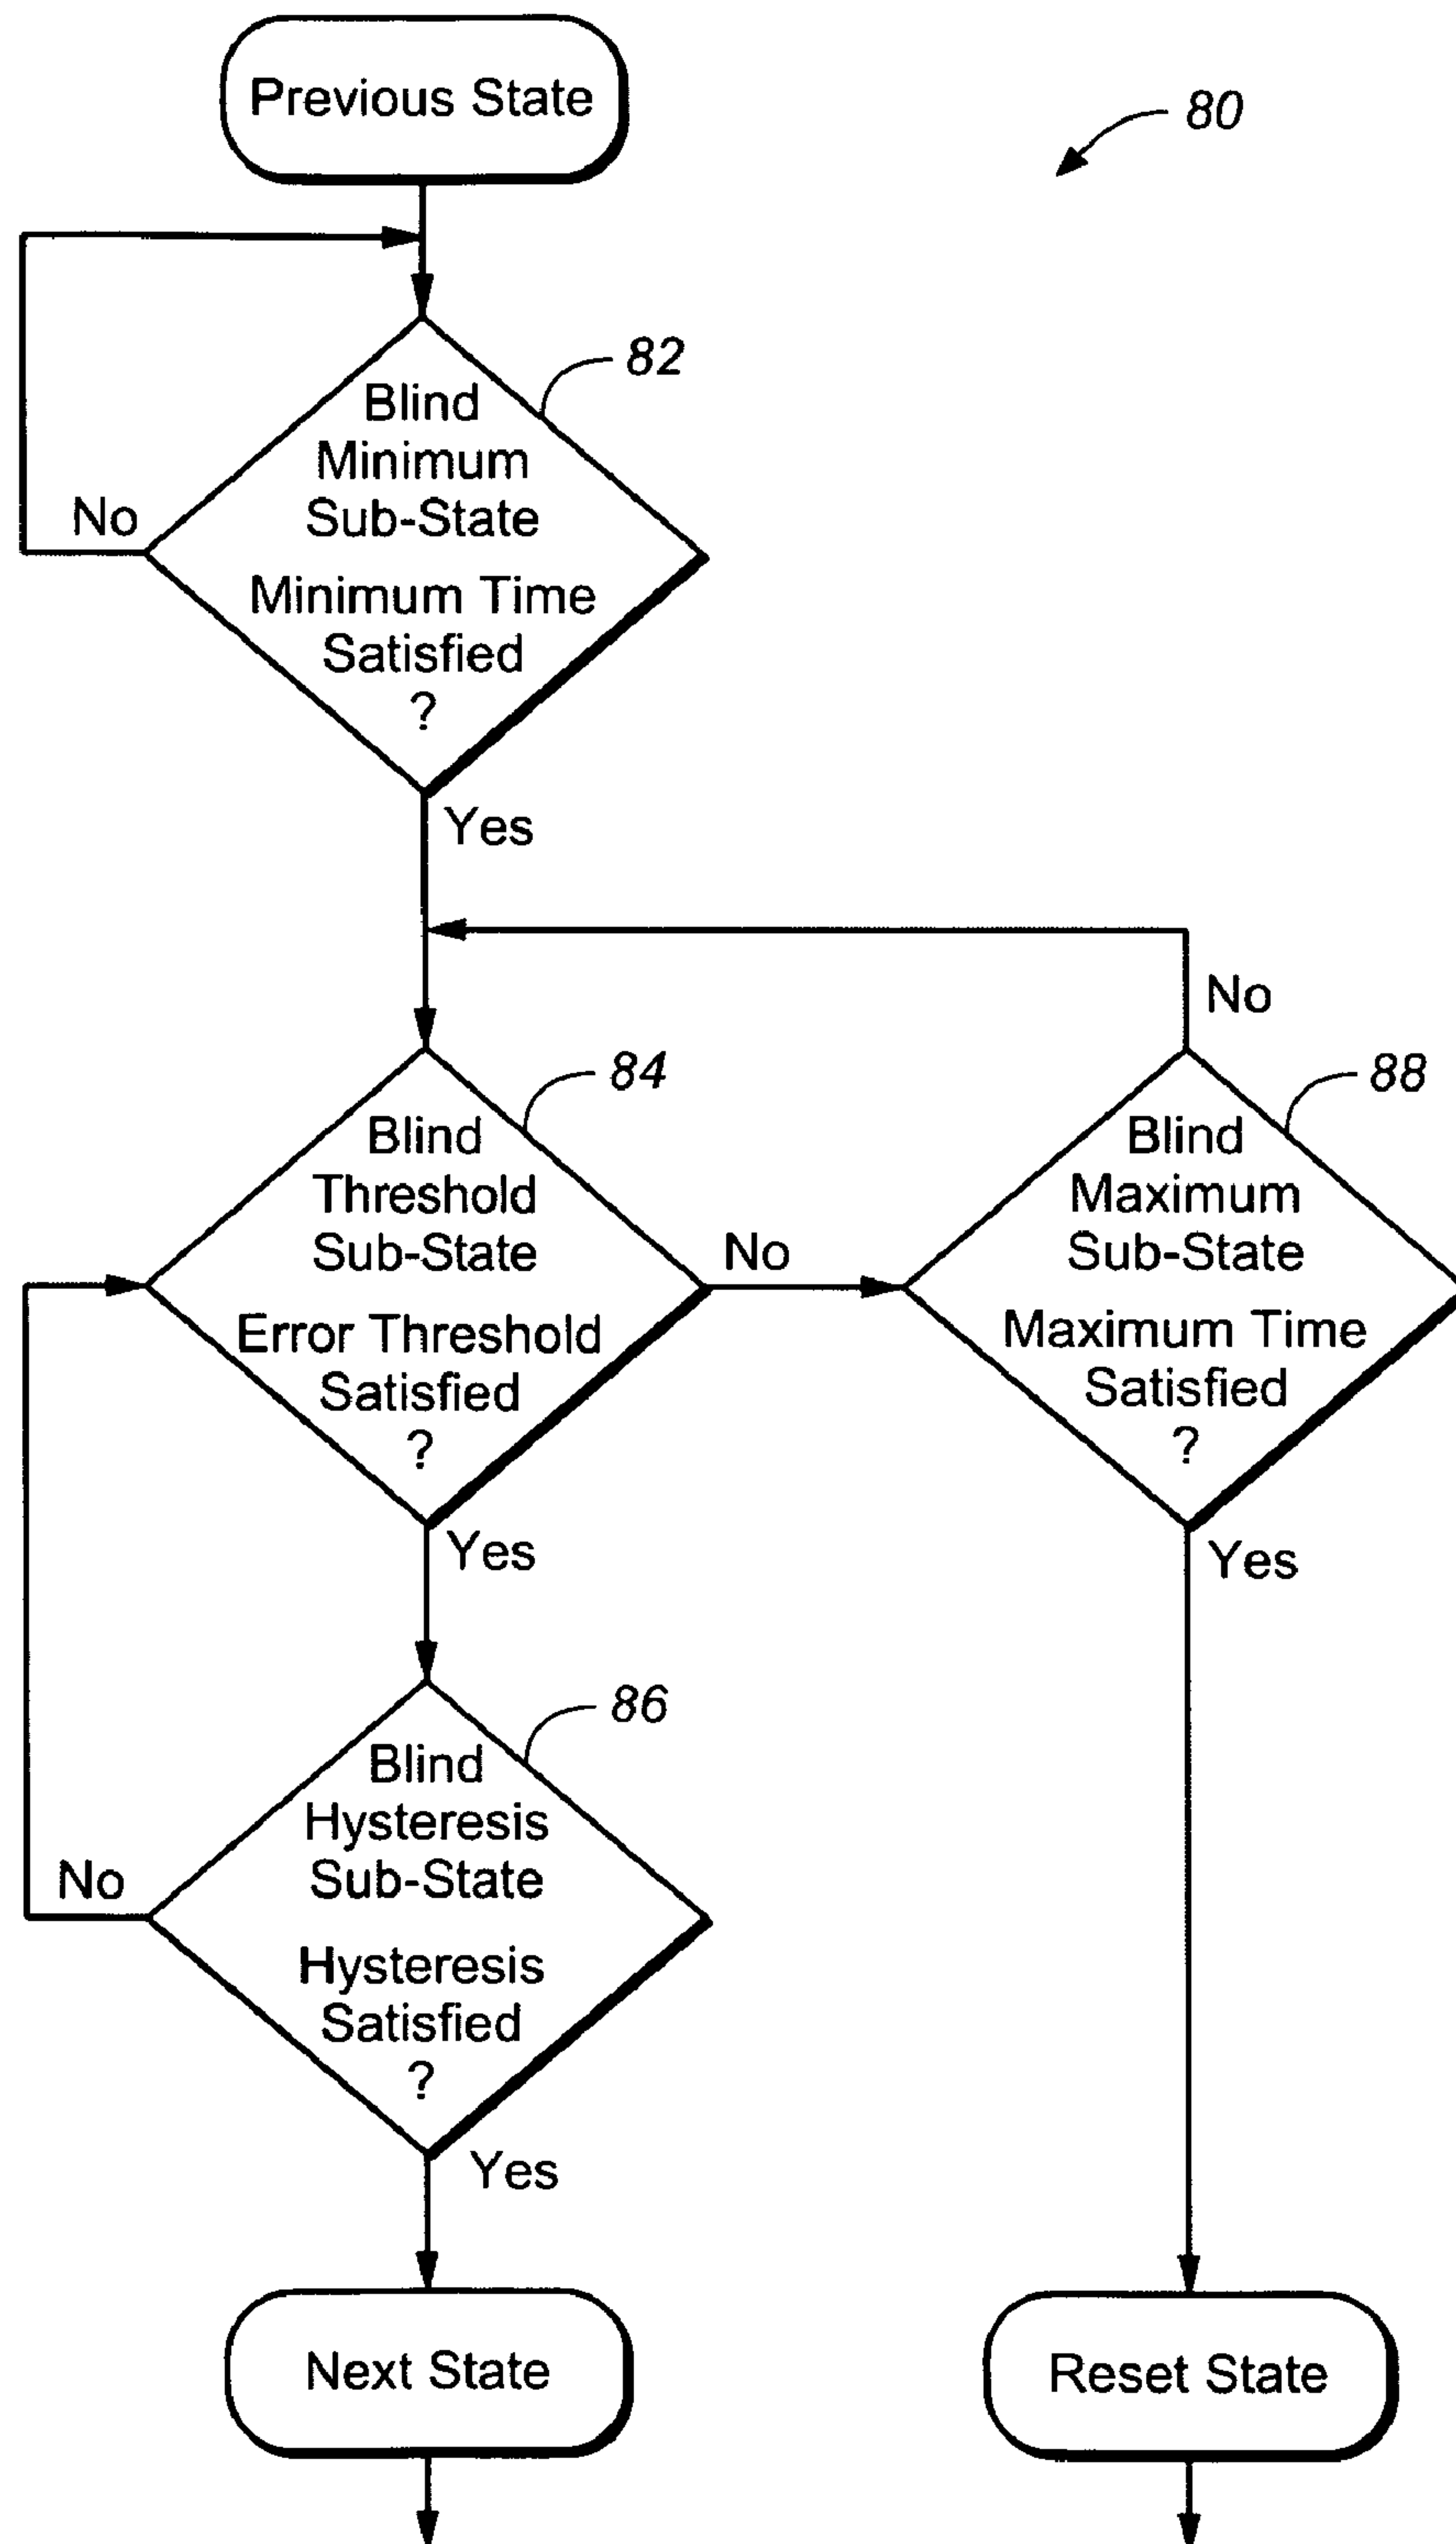 Previous State
80
82
Blind
Minimum
Sub-State
Minimum Time
Satisfied
?
No
Yes
No
84
Blind
Threshold
Sub-State
Error Threshold
Satisfied
?
No
88
Blind
Maximum
Sub-State
Maximum Time
Satisfied
?
Yes
Yes
86
Blind
Hysteresis
Sub-State
Hysteresis
Satisfied
?
No
Yes
Next State
Reset State